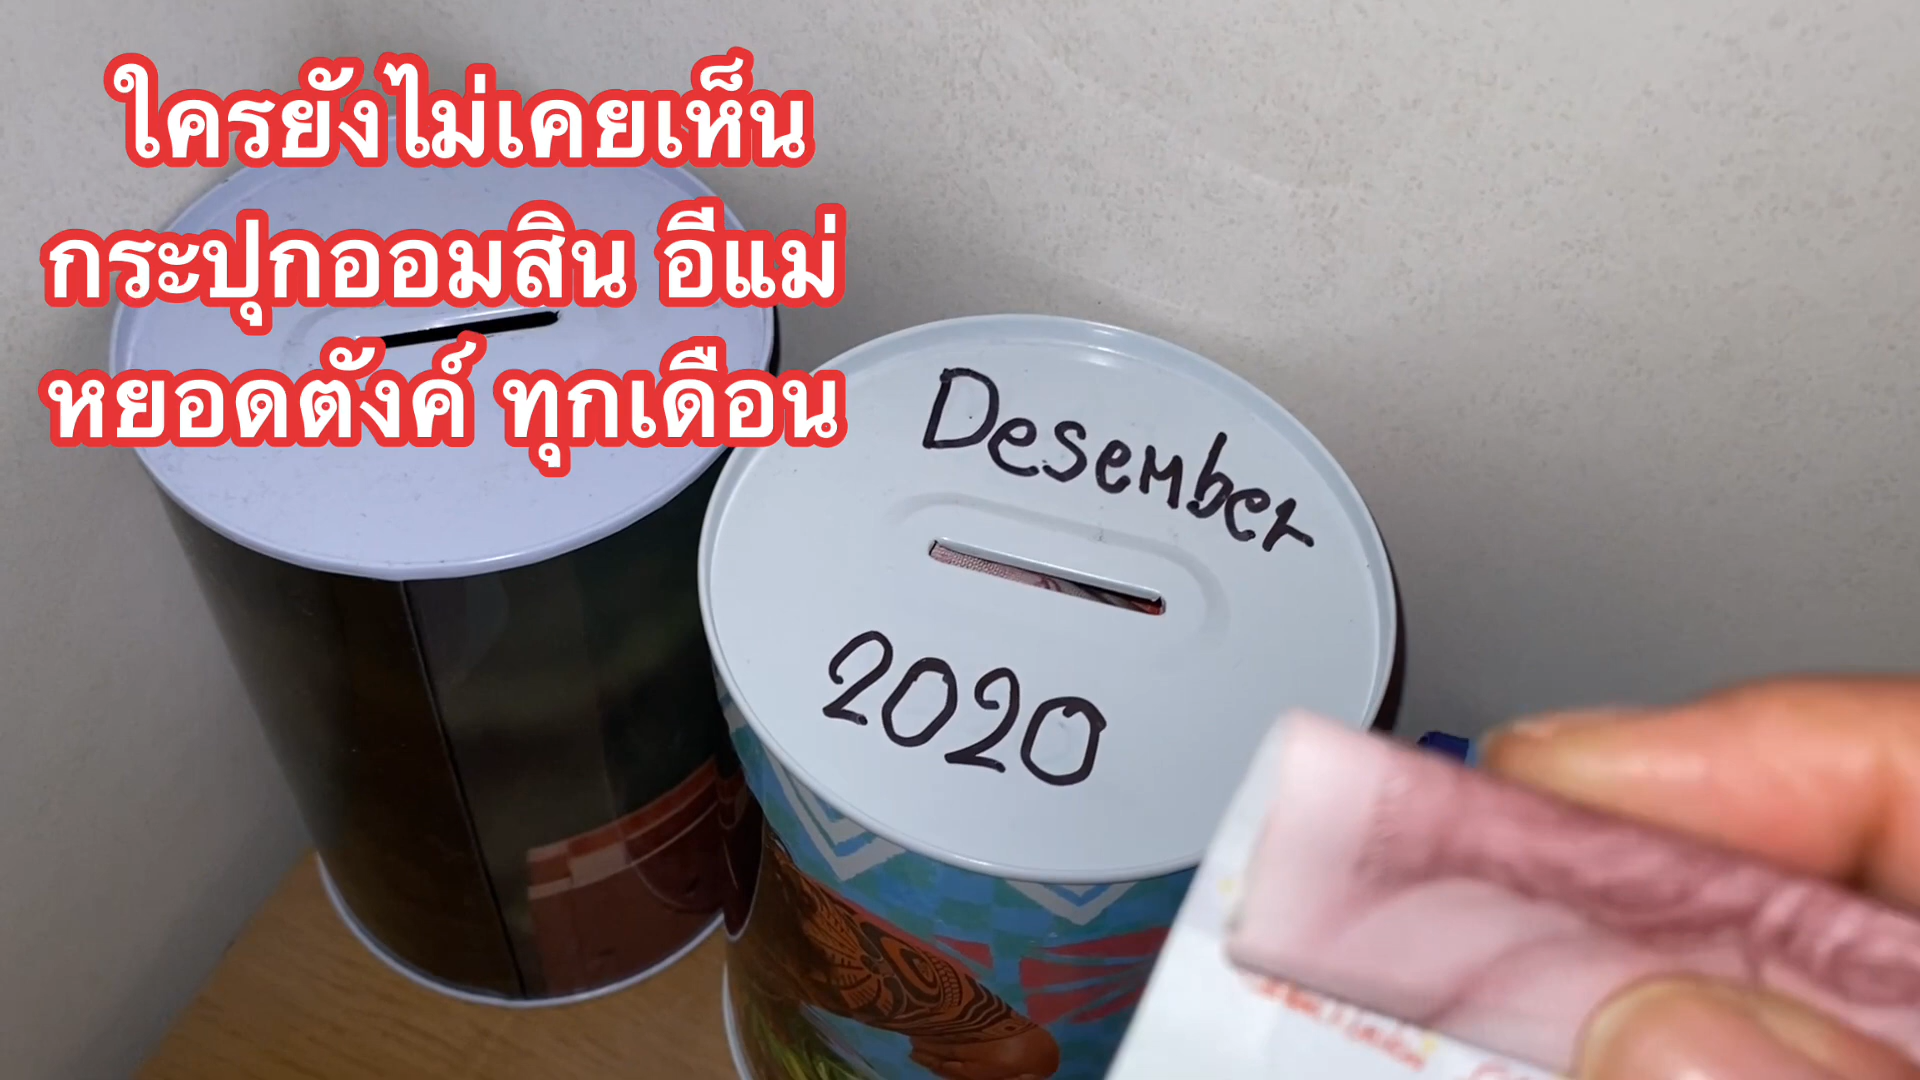 ใครยังไม่เคยเห็น
กระปุกออมสิน อีแม่
หยอดตังค์ ทุกเดือน
Desember
2020